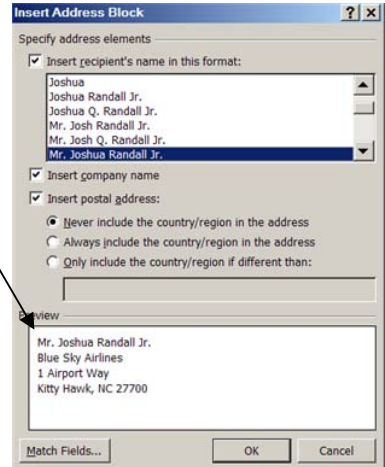 Insert Address Block
Specify address elements
Insert recipient's name in this format:
Joshua
Joshua Randall Jr.
Joshua Q. Randall Jr.
Mr. Josh Randall Jr.
Mr. Josh Q. Randall Jr.
Mr. Joshua Randall Jr.
Insert company name
Insert postal address:
Never include the country/region in the address
Always include the country/region in the address
Only include the country/region if different than:
Preview
Mr. Joshua Randall Jr.
Blue Sky Airlines
1 Airport Way
Kitty Hawk, NC 27700
Match Fields... OK Cancel